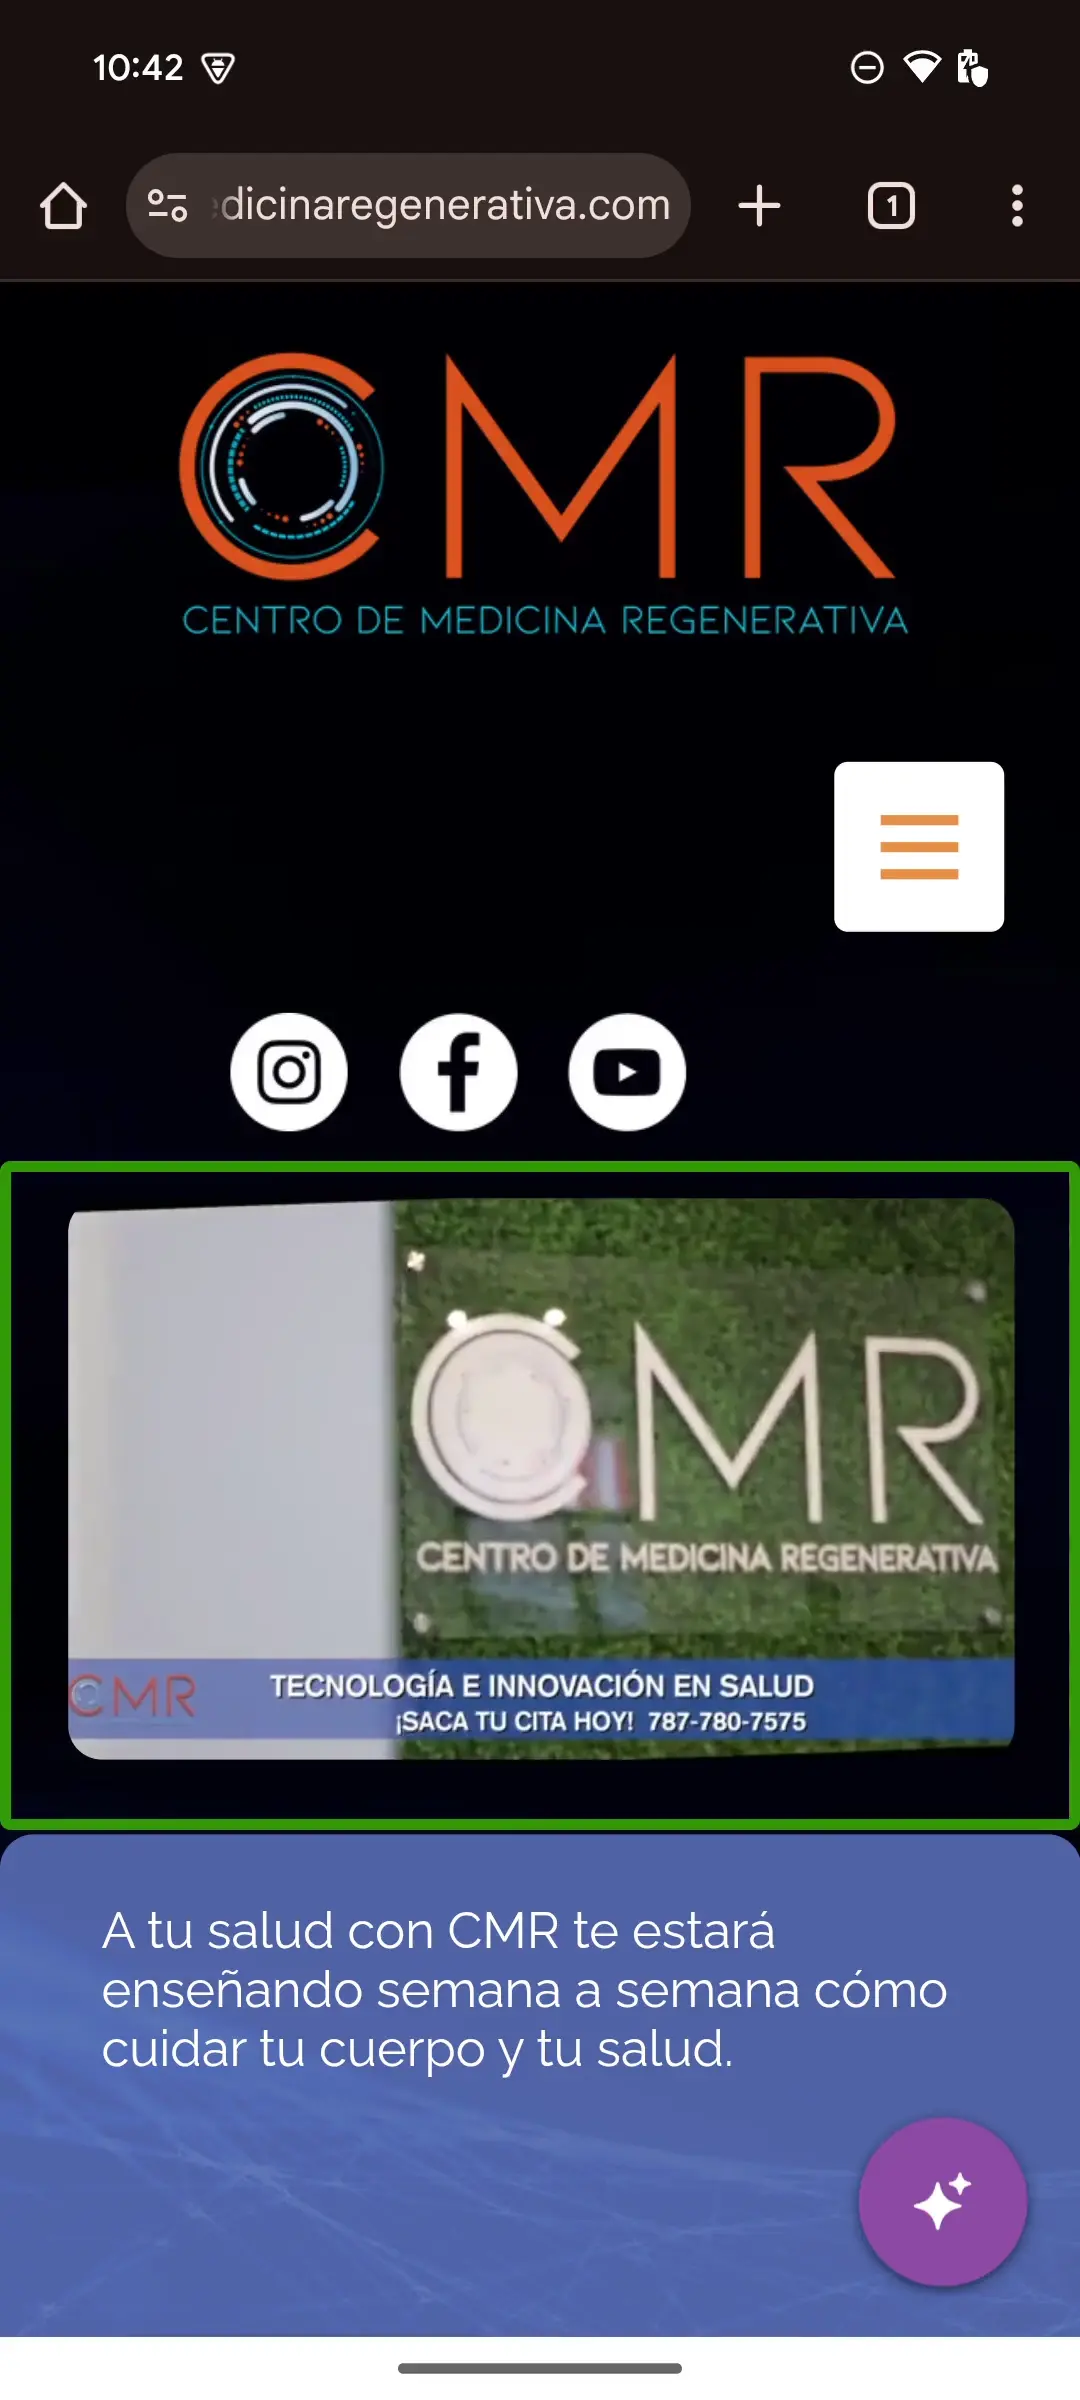 10:42
edicinaregenerativa.com
1
CMR
CENTRO DE MEDICINA REGENERATIVA
CMR
CENTRO DE MEDICINA REGENERATIVA
CMR
TECNOLOGÍA E INNOVACIÓN EN SALUD
¡SACA TU CITA HOY! 787-780-7575
A tu salud con CMR te estará
enseñando semana a semana cómo
cuidar tu cuerpo y tu salud.